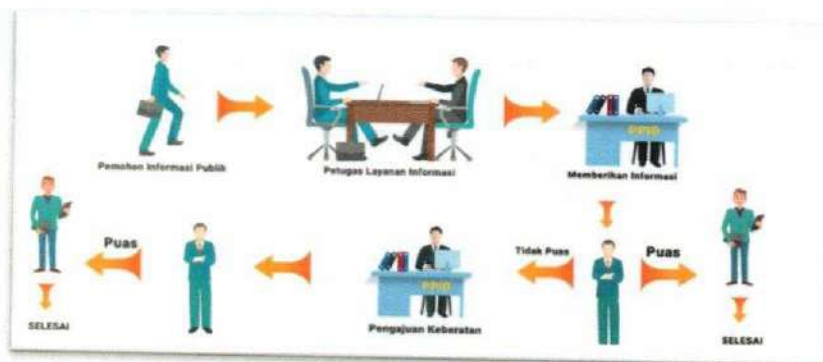 Pemohon Informasi Publik
Petugas Layanan Informasi
PPID
Memberikan Informasi
Puas
Tidak Puas
Puas
PPID
Pengajuan Keberatan
SELESAI
SELESAI